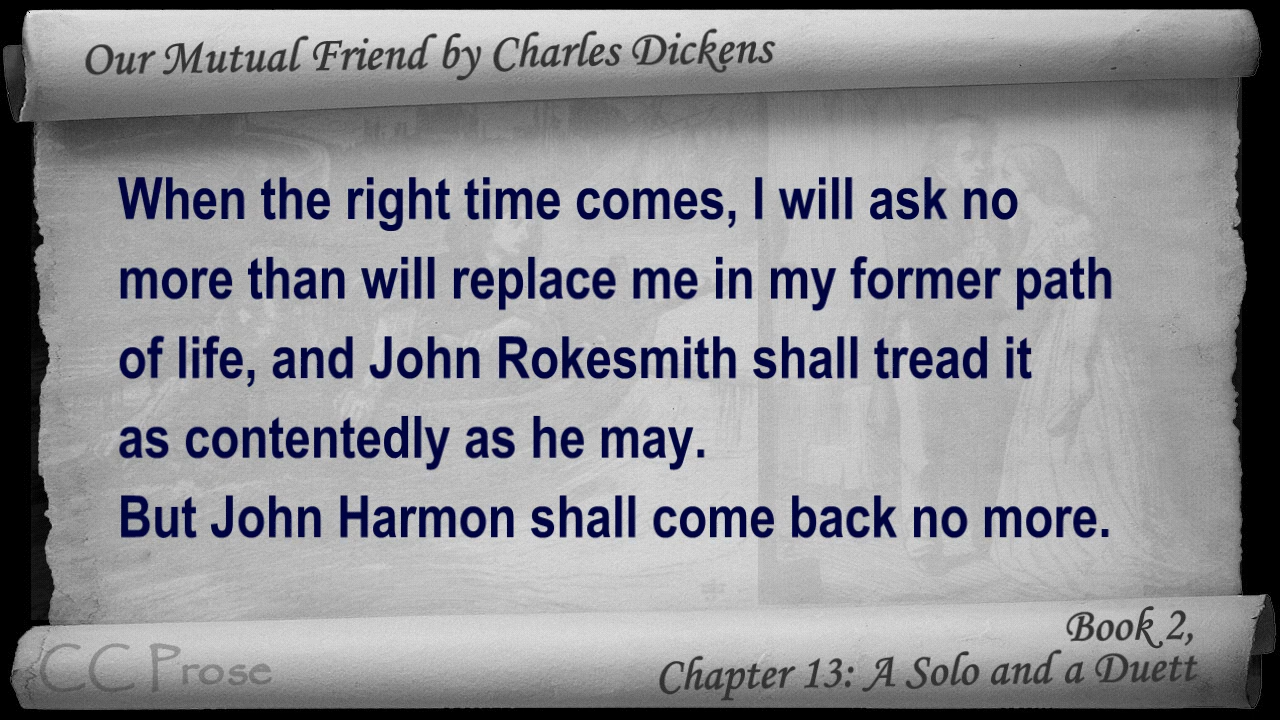 Our Mutual Friend by Charles Dickens
When the right time comes, I will ask no
more than will replace me in my former path
of life, and John Rokesmith shall tread it
as contentedly as he may.
But John Harmon shall come back no more.
Book 2,
Chapter 13: A Solo and a Duett
CC Prose